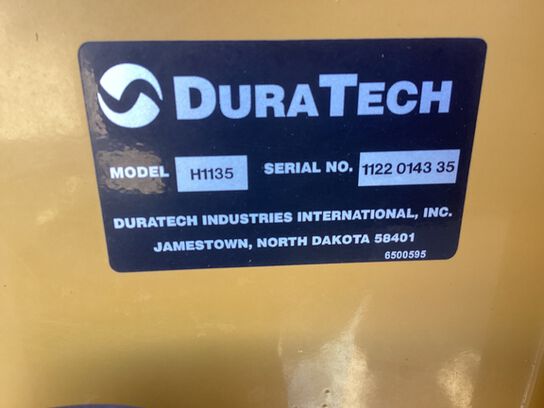 DURATECH
MODEL H1135 SERIAL NO. 1122 0143 35
DURATECH INDUSTRIES INTERNATIONAL, INC.
JAMESTOWN, NORTH DAKOTA 58401
6500595